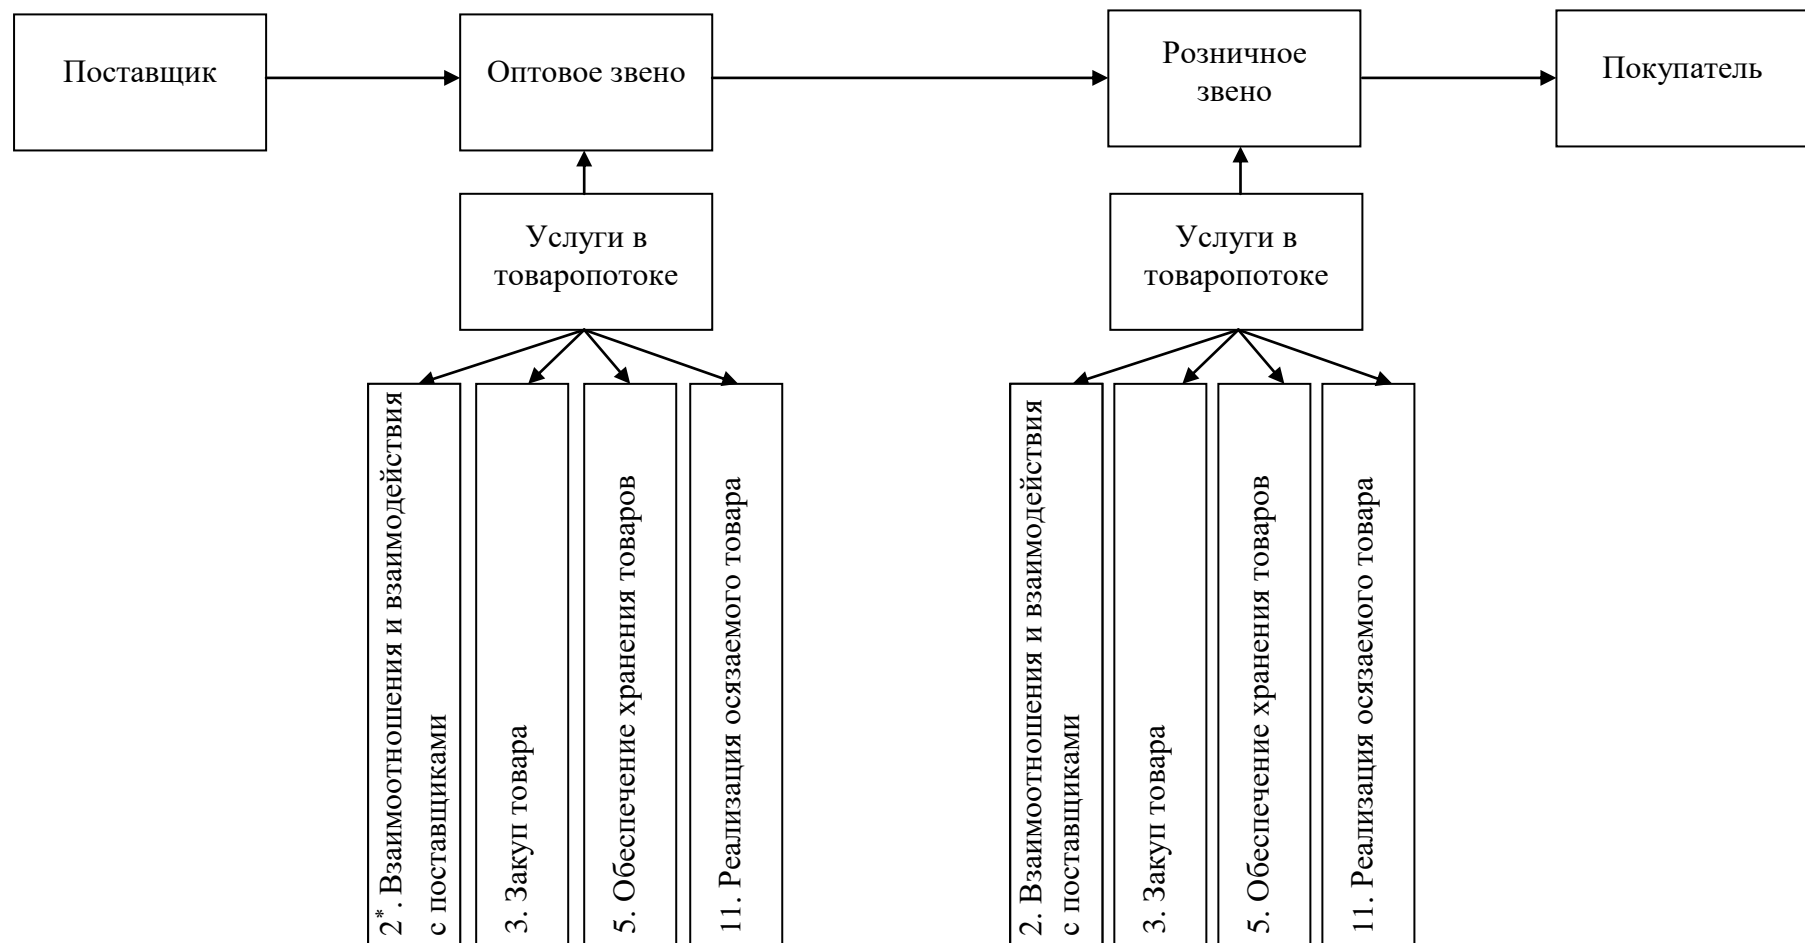 Поставщик
Оптовое звено
Розничное
звено
Покупатель
Услуги в
товаропотоке
Услуги в
товаропотоке
2*. Взаимоотношения и взаимодействия
с поставщиками
3. Закуп товара
5. Обеспечение хранения товаров
11. Реализация осязаемого товара
2. Взаимоотношения и взаимодействия
с поставщиками
3. Закуп товара
5. Обеспечение хранения товаров
11. Реализация осязаемого товара